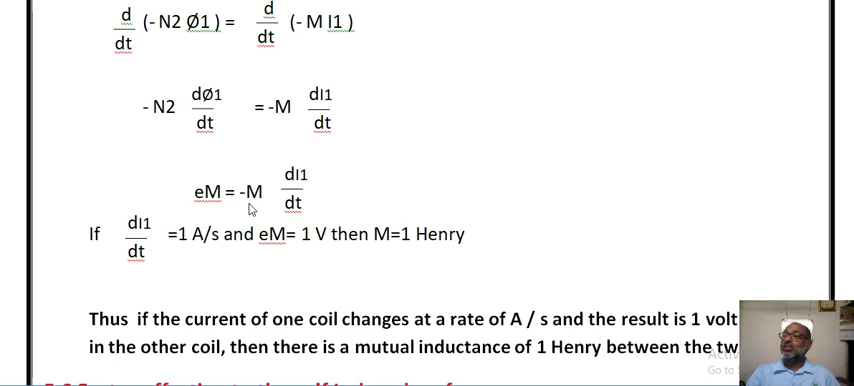 d/dt (- N2 Ø1 ) = d/dt (- M I1 )
- N2 dØ1/dt = -M dI1/dt
eM = -M dI1/dt
If dI1/dt =1 A/s and eM= 1 V then M=1 Henry
Thus if the current of one coil changes at a rate of A / s and the result is 1 volt
in the other coil, then there is a mutual inductance of 1 Henry between the tw
Go to